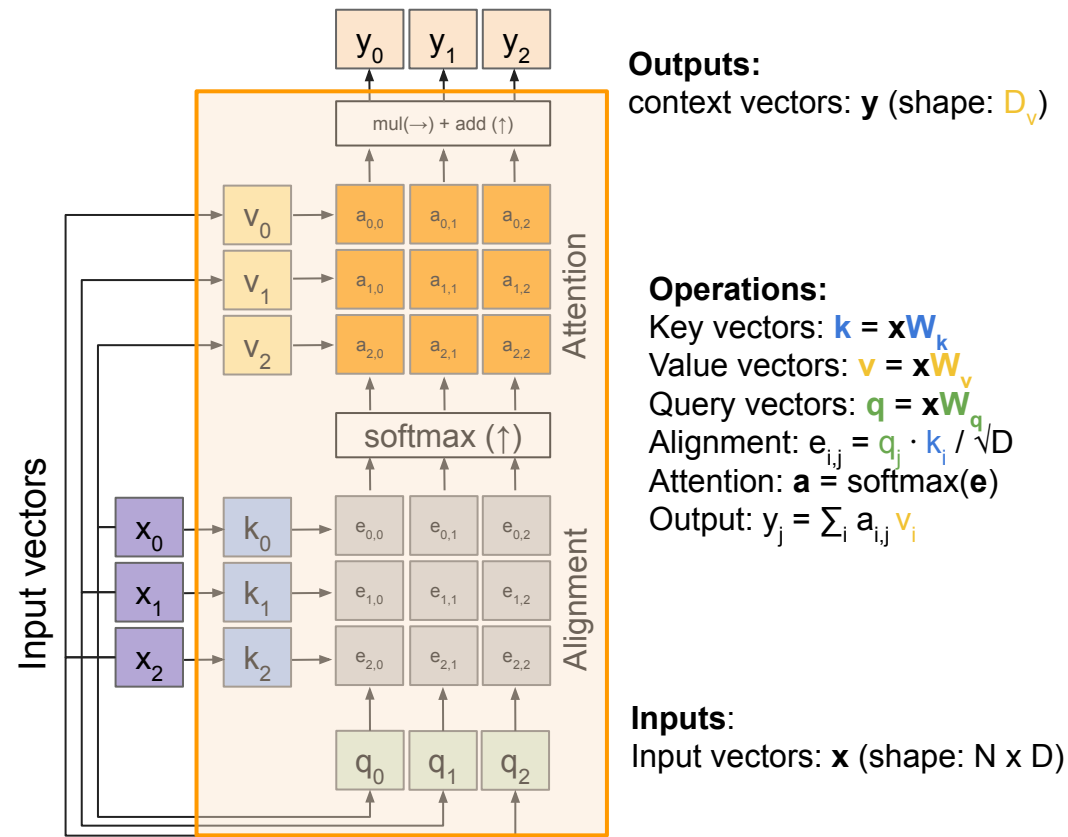 y0 y1 y2
mul(→) + add (↑)
v0 a0,0 a0,1 a0,2
v1 a1,0 a1,1 a1,2
v2 a2,0 a2,1 a2,2
Attention
softmax (↑)
Input vectors
x0 k0 e0,0 e0,1 e0,2
x1 k1 e1,0 e1,1 e1,2
x2 k2 e2,0 e2,1 e2,2
Alignment
q0 q1 q2
Outputs:
context vectors: y (shape: Dv)
Operations:
Key vectors: k = xWk
Value vectors: v = xWv
Query vectors: q = xWq
Alignment: ei,j = qj · ki / √D
Attention: a = softmax(e)
Output: yj = ∑i ai,j vi
Inputs:
Input vectors: x (shape: N x D)